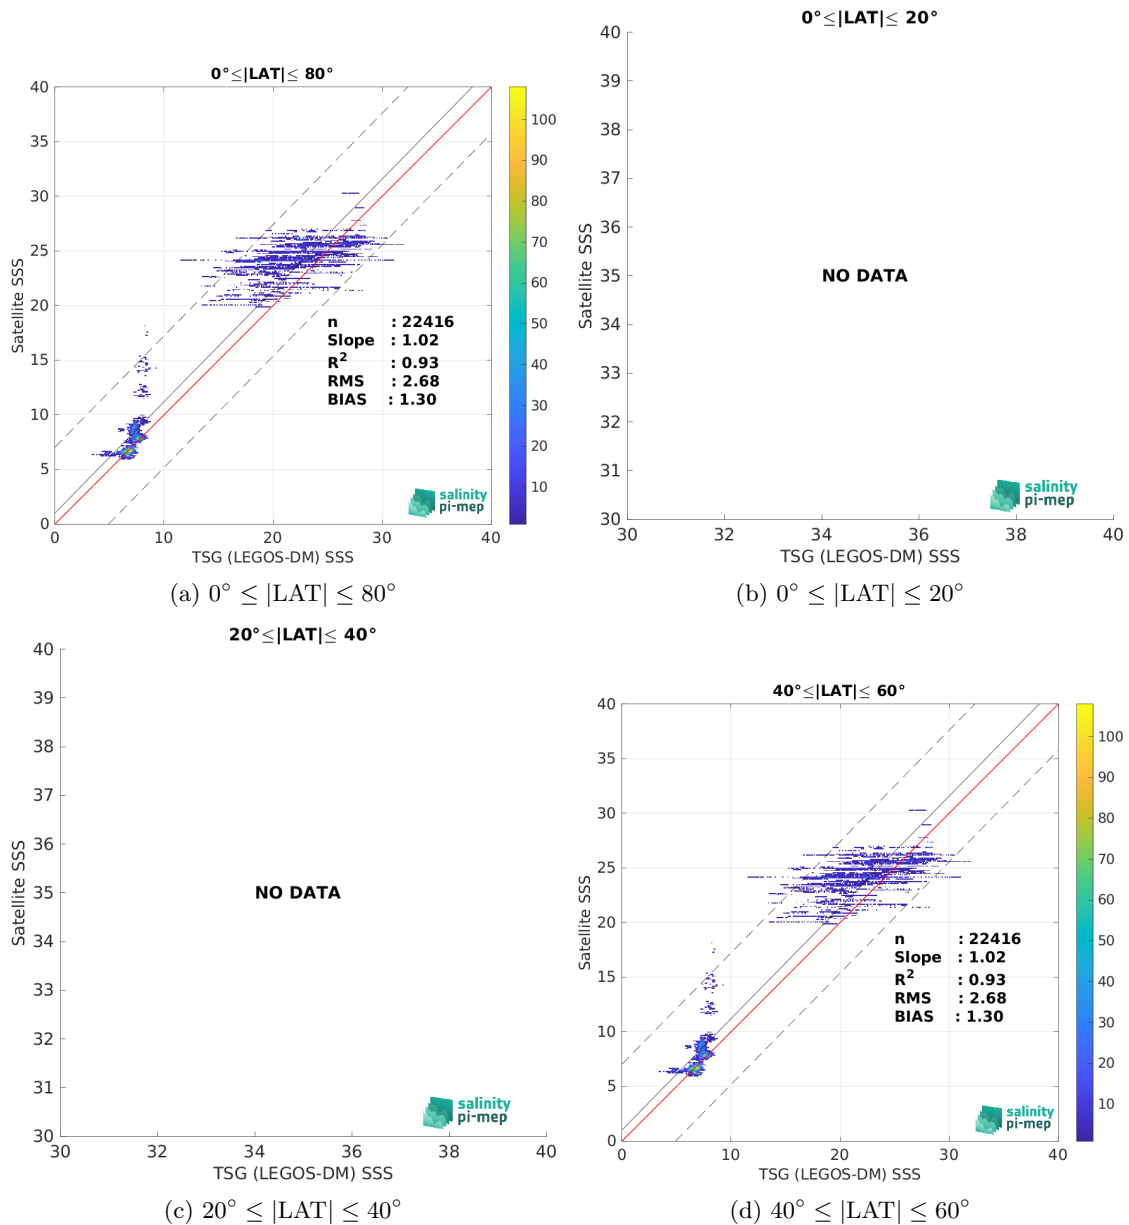 0°≤|LAT|≤ 80°
40
35
30
25
20
15
10
5
0
Satellite SSS
n : 22416
Slope : 1.02
R2 : 0.93
RMS : 2.68
BIAS : 1.30
salinity
pi-mep
0 10 20 30 40
TSG (LEGOS-DM) SSS
100
90
80
70
60
50
40
30
20
10
(a) 0° ≤ |LAT| ≤ 80°
0°≤|LAT|≤ 20°
40
39
38
37
36
35
34
33
32
31
30
Satellite SSS
NO DATA
salinity
pi-mep
30 32 34 36 38 40
TSG (LEGOS-DM) SSS
(b) 0° ≤ |LAT| ≤ 20°
20°≤|LAT|≤ 40°
40
39
38
37
36
35
34
33
32
31
30
Satellite SSS
NO DATA
salinity
pi-mep
30 32 34 36 38 40
TSG (LEGOS-DM) SSS
(c) 20° ≤ |LAT| ≤ 40°
40°≤|LAT|≤ 60°
40
35
30
25
20
15
10
5
0
Satellite SSS
n : 22416
Slope : 1.02
R2 : 0.93
RMS : 2.68
BIAS : 1.30
salinity
pi-mep
0 10 20 30 40
TSG (LEGOS-DM) SSS
100
90
80
70
60
50
40
30
20
10
(d) 40° ≤ |LAT| ≤ 60°